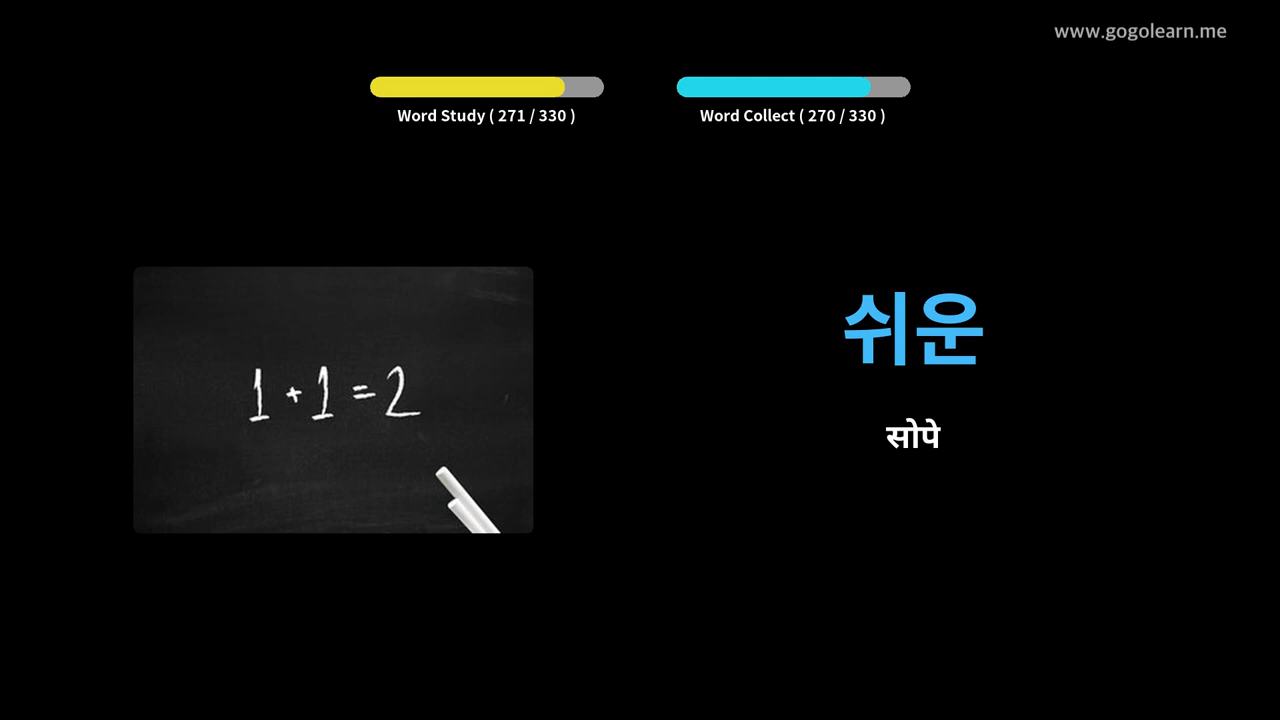 www.gogolearn.me
Word Study ( 271 / 330 )
Word Collect ( 270 / 330 )
1 + 1 = 2
쉬운
सोपे